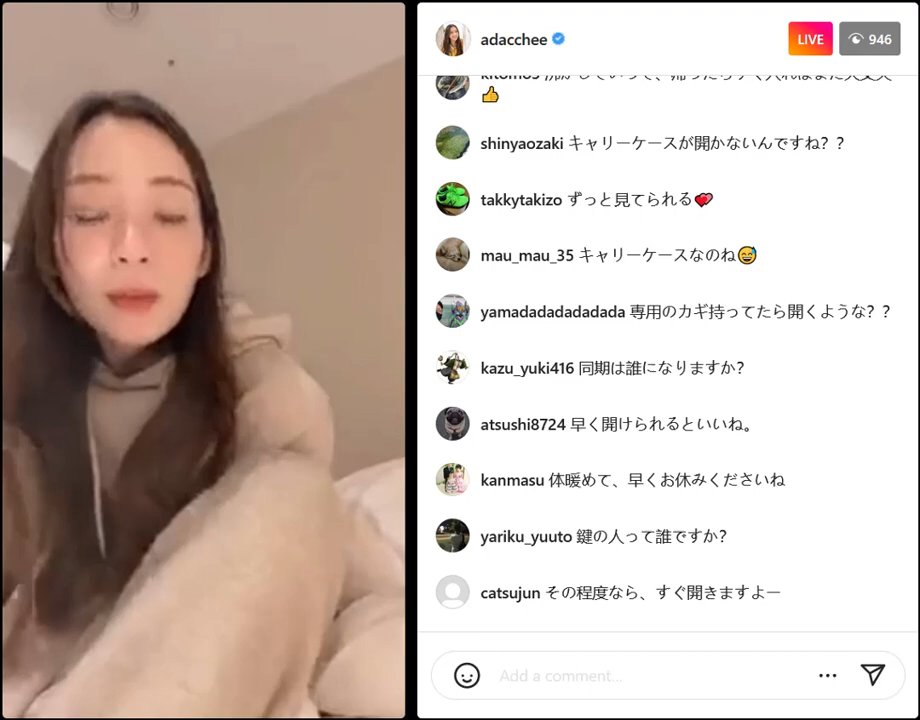 adacchee
LIVE
946
👍
shinyaozaki キャリーケースが開かないんですね？？
takkytakizo ずっと見てられる💕
mau_mau_35 キャリーケースなのね😅
yamadadadadadada 専用のカギ持ってたら開くような？？
kazu_yuki416 同期は誰になりますか？
atsushi8724 早く開けられるといいね。
kanmasu 体暖めて、早くお休みくださいね
yariku_yuuto 鍵の人って誰ですか？
catsujun その程度なら、すぐ開きますよー
Add a comment...